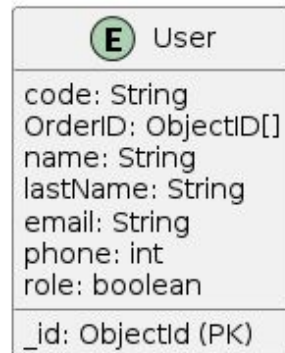 E User
code: String
OrderID: ObjectID[]
name: String
lastName: String
email: String
phone: int
role: boolean
_id: ObjectId (PK)